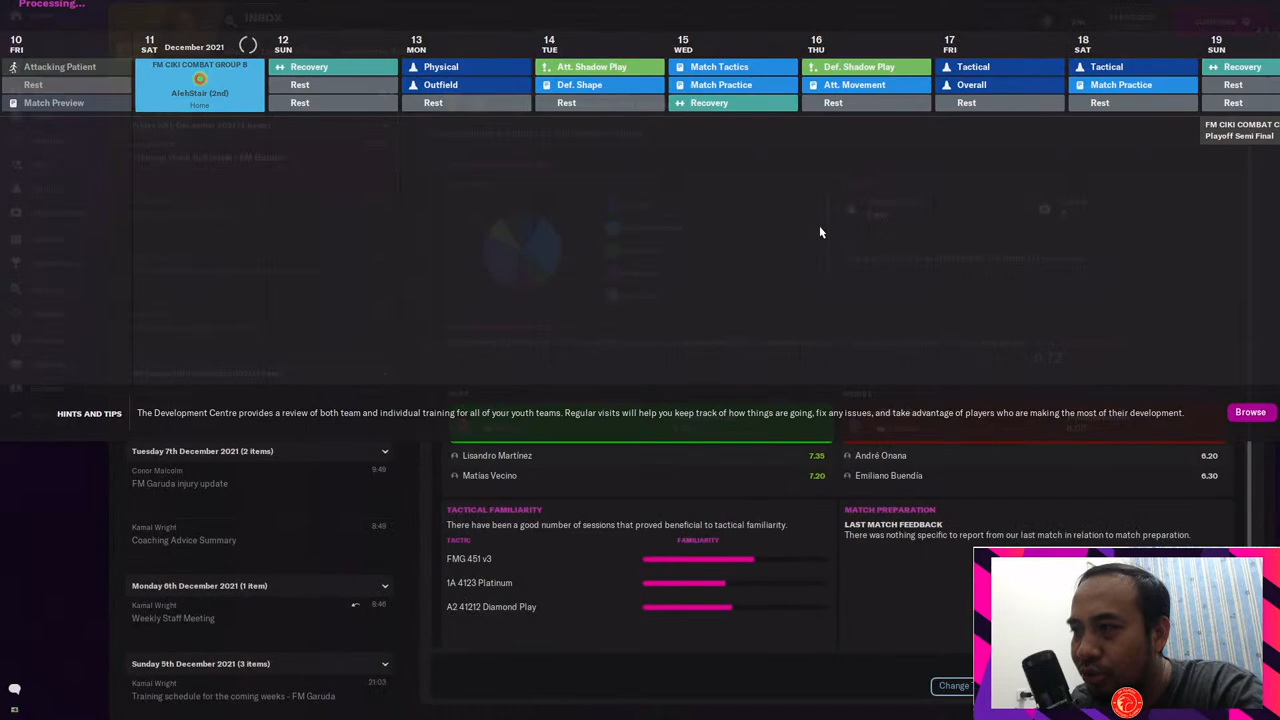 Processing...
INBOX
10
FRI
11
SAT
December 2021
12
SUN
13
MON
14
TUE
15
WED
16
THU
17
FRI
18
SAT
19
SUN
Attacking Patient
Rest
Match Preview
FM CIKI COMBAT GROUP B
AlehStair (2nd)
Home
Recovery
Rest
Rest
Physical
Outfield
Rest
Att. Shadow Play
Def. Shape
Rest
Match Tactics
Match Practice
Recovery
Def. Shadow Play
Att. Movement
Rest
Tactical
Overall
Rest
Tactical
Match Practice
Rest
Recovery
Rest
Rest
FM CIKI COMBAT C
Playoff Semi Final
HINTS AND TIPS
The Development Centre provides a review of both team and individual training for all of your youth teams. Regular visits will help you keep track of how things are going, fix any issues, and take advantage of players who are making the most of their development.
Browse
Tuesday 7th December 2021 (2 items)
Conor Malcolm
9:49
FM Garuda injury update
Kamal Wright
8:49
Coaching Advice Summary
Monday 6th December 2021 (1 item)
Kamal Wright
8:46
Weekly Staff Meeting
Sunday 5th December 2021 (3 items)
Kamal Wright
21:03
Training schedule for the coming weeks - FM Garuda
Lisandro Martínez
7.35
Matías Vecino
7.20
André Onana
6.20
Emiliano Buendía
6.30
TACTICAL FAMILIARITY
There have been a good number of sessions that proved beneficial to tactical familiarity.
TACTIC
FAMILIARITY
FMG 451 v3
1A 4123 Platinum
A2 41212 Diamond Play
MATCH PREPARATION
LAST MATCH FEEDBACK
There was nothing specific to report from our last match in relation to match preparation.
Change